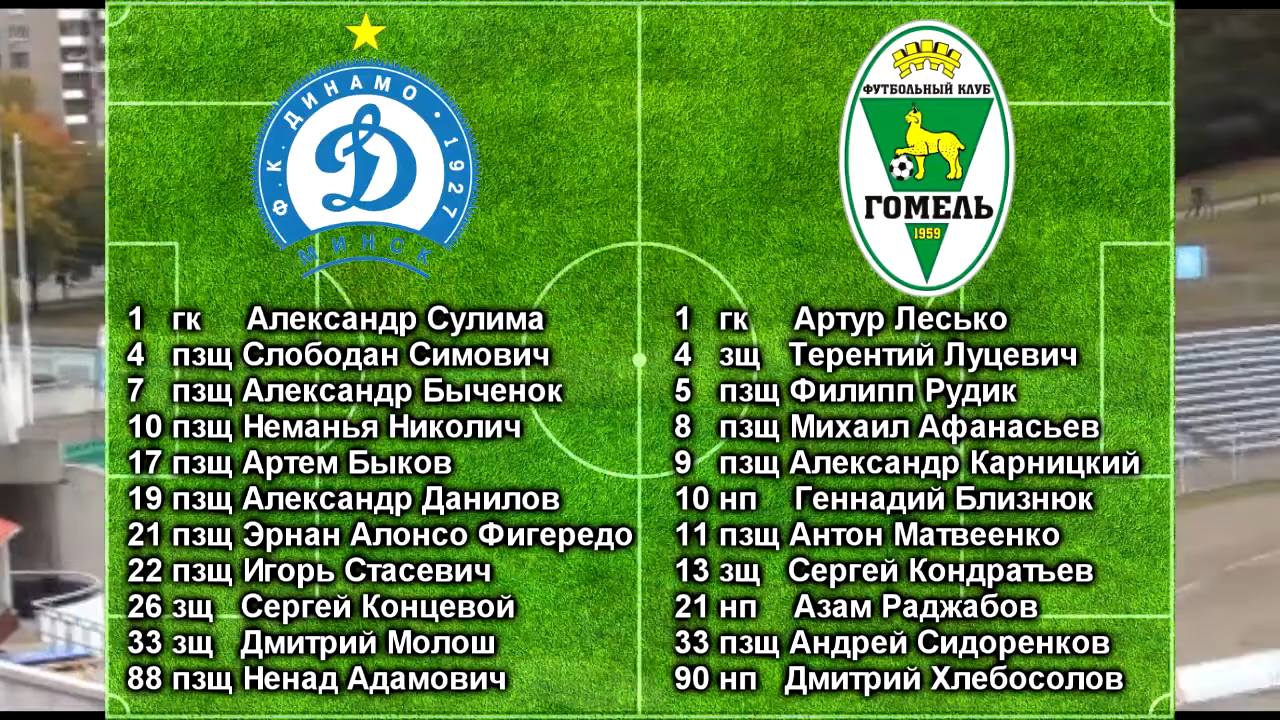 Ф.К. ДИНАМО • 1927
МИНСК
ФУТБОЛЬНЫЙ КЛУБ
ГОМЕЛЬ
1959
1 гк Александр Сулима
4 пзщ Слободан Симович
7 пзщ Александр Быченок
10 пзщ Неманья Николич
17 пзщ Артем Быков
19 пзщ Александр Данилов
21 пзщ Эрнан Алонсо Фигередо
22 пзщ Игорь Стасевич
26 зщ Сергей Концевой
33 зщ Дмитрий Молош
88 пзщ Ненад Адамович
1 гк Артур Лесько
4 зщ Терентий Луцевич
5 пзщ Филипп Рудик
8 пзщ Михаил Афанасьев
9 пзщ Александр Карницкий
10 нп Геннадий Близнюк
11 пзщ Антон Матвеенко
13 зщ Сергей Кондратьев
21 нп Азам Раджабов
33 пзщ Андрей Сидоренков
90 нп Дмитрий Хлебосолов